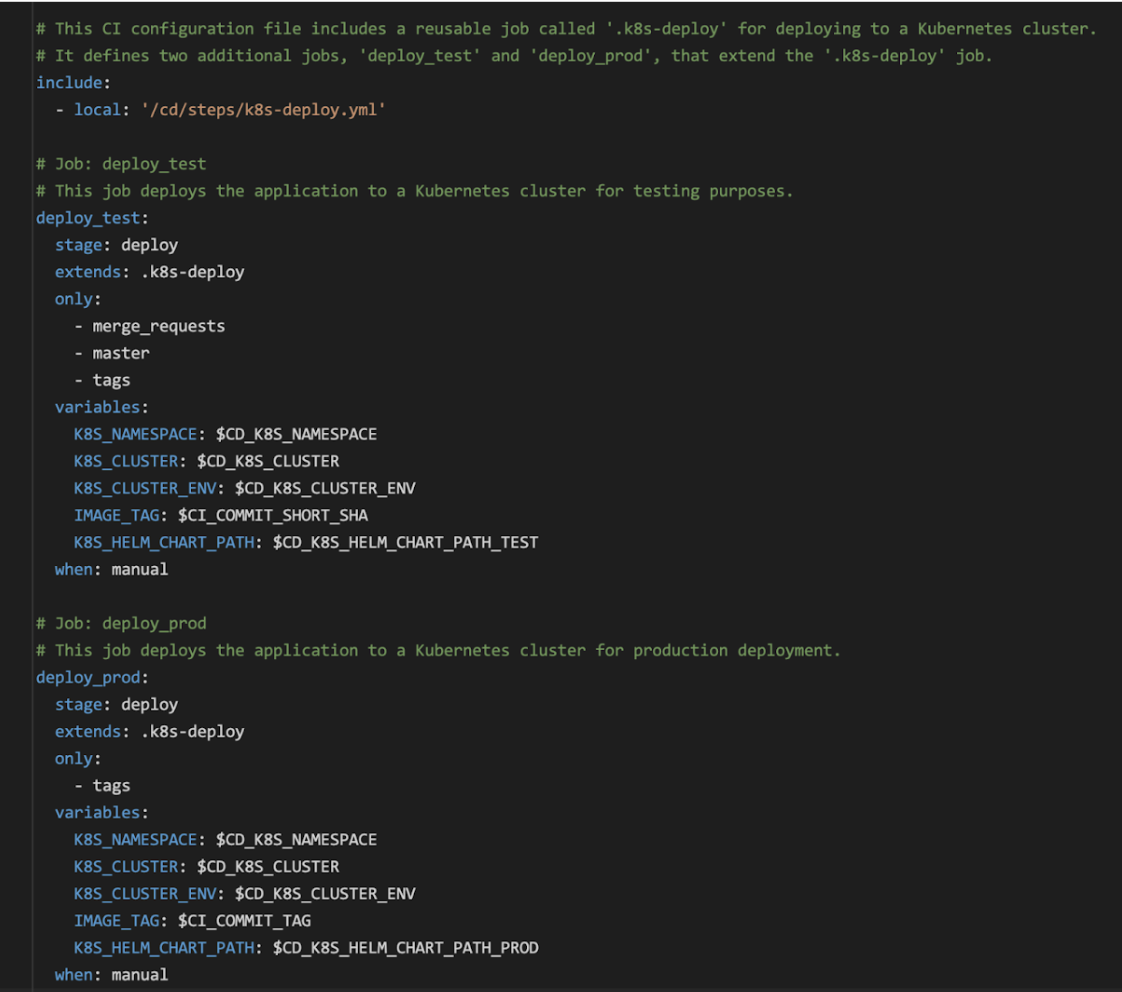 # This CI configuration file includes a reusable job called '.k8s-deploy' for deploying to a Kubernetes cluster.
# It defines two additional jobs, 'deploy_test' and 'deploy_prod', that extend the '.k8s-deploy' job.
include:
  - local: '/cd/steps/k8s-deploy.yml'

# Job: deploy_test
# This job deploys the application to a Kubernetes cluster for testing purposes.
deploy_test:
  stage: deploy
  extends: .k8s-deploy
  only:
    - merge_requests
    - master
    - tags
  variables:
    K8S_NAMESPACE: $CD_K8S_NAMESPACE
    K8S_CLUSTER: $CD_K8S_CLUSTER
    K8S_CLUSTER_ENV: $CD_K8S_CLUSTER_ENV
    IMAGE_TAG: $CI_COMMIT_SHORT_SHA
    K8S_HELM_CHART_PATH: $CD_K8S_HELM_CHART_PATH_TEST
  when: manual

# Job: deploy_prod
# This job deploys the application to a Kubernetes cluster for production deployment.
deploy_prod:
  stage: deploy
  extends: .k8s-deploy
  only:
    - tags
  variables:
    K8S_NAMESPACE: $CD_K8S_NAMESPACE
    K8S_CLUSTER: $CD_K8S_CLUSTER
    K8S_CLUSTER_ENV: $CD_K8S_CLUSTER_ENV
    IMAGE_TAG: $CI_COMMIT_TAG
    K8S_HELM_CHART_PATH: $CD_K8S_HELM_CHART_PATH_PROD
  when: manual